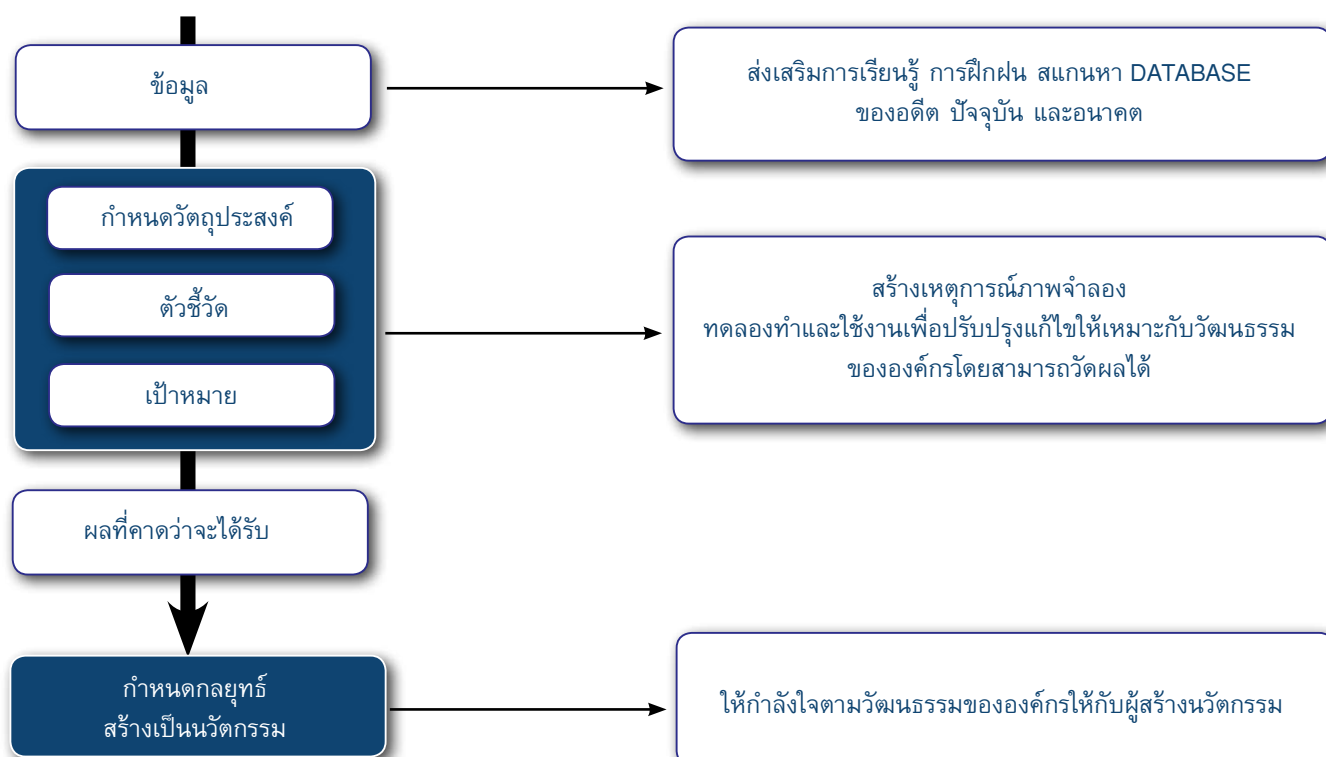 ข้อมูล
ส่งเสริมการเรียนรู้ การฝึกฝน สแกนหา DATABASE
ของอดีต ปัจจุบัน และอนาคต
กำหนดวัตถุประสงค์
ตัวชี้วัด
เป้าหมาย
สร้างเหตุการณ์ภาพจำลอง
ทดลองทำและใช้งานเพื่อปรับปรุงแก้ไขให้เหมาะกับวัฒนธรรม
ขององค์กรโดยสามารถวัดผลได้
ผลที่คาดว่าจะได้รับ
กำหนดกลยุทธ์
สร้างเป็นนวัตกรรม
ให้กำลังใจตามวัฒนธรรมขององค์กรให้กับผู้สร้างนวัตกรรม